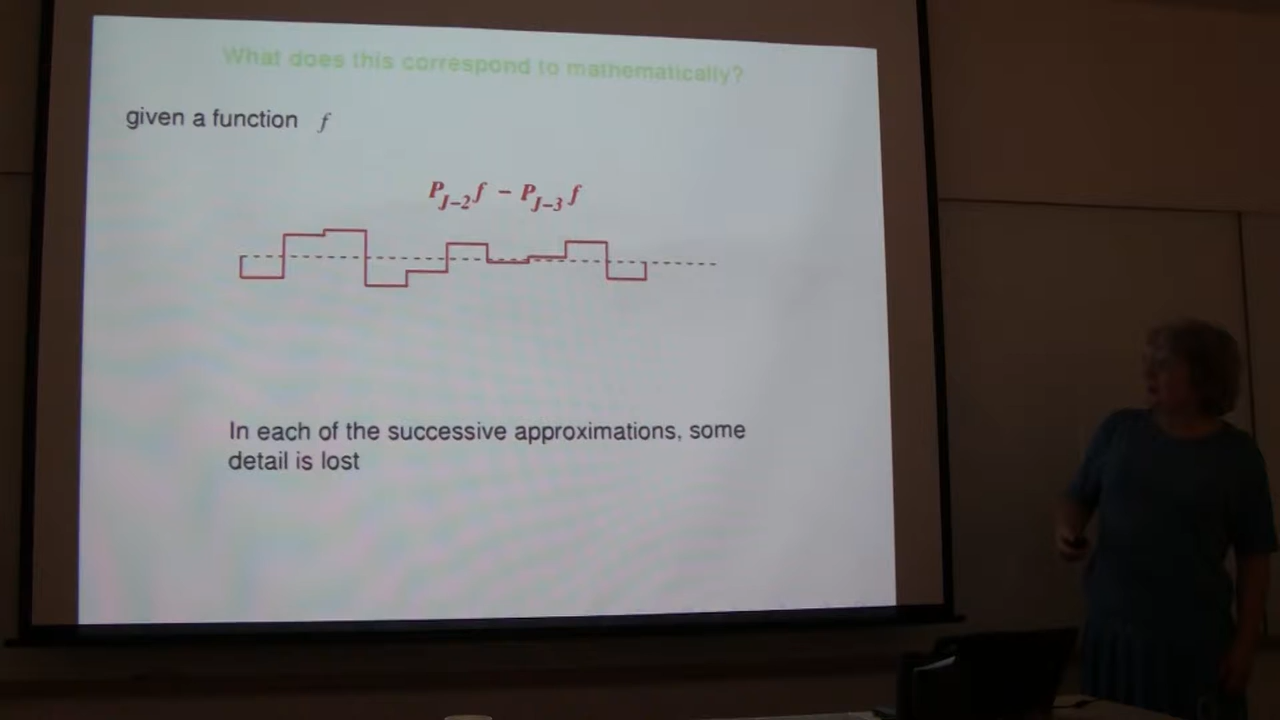 What does this correspond to mathematically?
given a function f
P_{J-2}f - P_{J-3}f
In each of the successive approximations, some
detail is lost